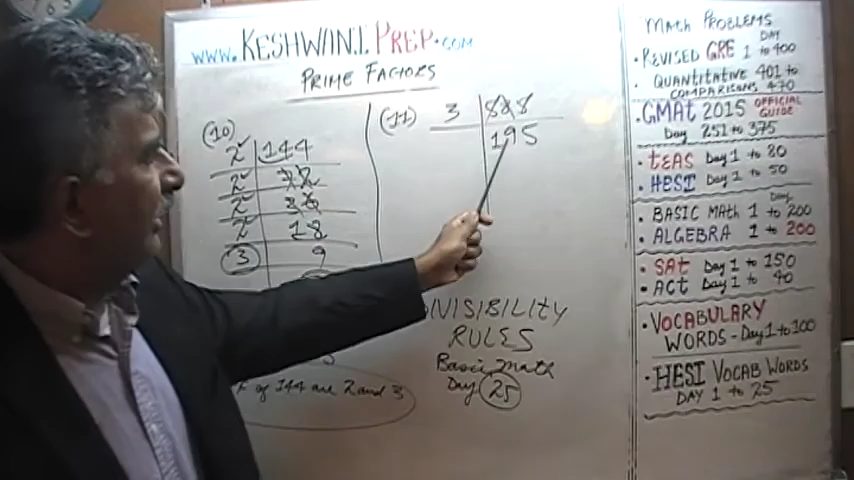 www.KESHWANI PREP.COM
PRIME FACTORS
(10)
2 144
2 72
2 36
2 18
3 9
of 144 are 2 and 3
(11)
3 585
195
DIVISIBILITY
RULES
Basic Math
Day 25
MATH PROBLEMS
DAY
• REVISED GRE 1 to 400
• QUANTITATIVE 401 to
COMPARISONS 470
• GMAT 2015 OFFICIAL GUIDE
Day 251 to 375
• TEAS Day 1 to 80
• HESI Day 1 to 50
Day
• BASIC MATH 1 to 200
• ALGEBRA 1 to 200
• SAT Day 1 to 150
• ACT Day 1 to 40
• VOCABULARY
WORDS - Day 1 to 100
• HESI VOCAB WORDS
DAY 1 to 25